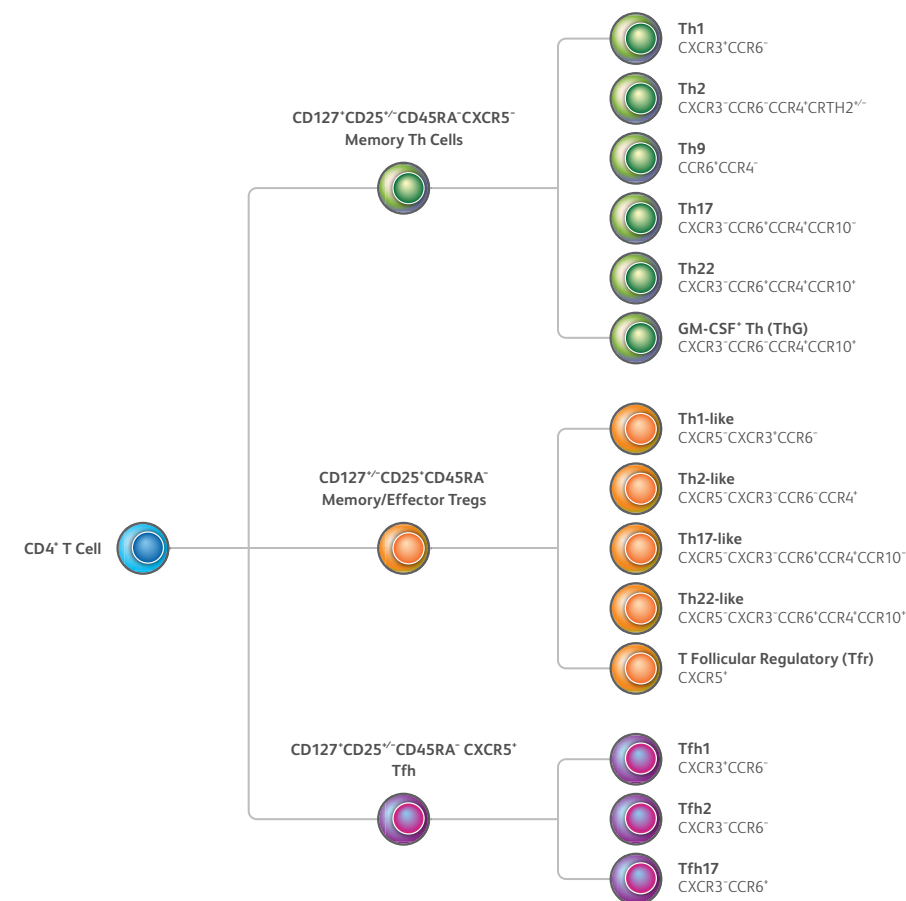 Th1
CXCR3⁺CCR6⁻
Th2
CXCR3⁻CCR6⁻CCR4⁺CRTH2⁺/⁻
CD127⁺CD25⁺/⁻CD45RA⁻CXCR5⁻
Memory Th Cells
Th9
CCR6⁺CCR4⁻
Th17
CXCR3⁻CCR6⁺CCR4⁺CCR10⁻
Th22
CXCR3⁻CCR6⁺CCR4⁺CCR10⁺
GM-CSF⁺ Th (ThG)
CXCR3⁻CCR6⁻CCR4⁺CCR10⁺
Th1-like
CXCR5⁻CXCR3⁺CCR6⁻
CD127⁺/⁻CD25⁺CD45RA⁻
Memory/Effector Tregs
Th2-like
CXCR5⁻CXCR3⁻CCR6⁻CCR4⁺
CD4⁺ T Cell
Th17-like
CXCR5⁻CXCR3⁻CCR6⁺CCR4⁺CCR10⁻
Th22-like
CXCR5⁻CXCR3⁻CCR6⁺CCR4⁺CCR10⁺
T Follicular Regulatory (Tfr)
CXCR5⁺
CD127⁺CD25⁺/⁻CD45RA⁻ CXCR5⁺
Tfh
Tfh1
CXCR3⁺CCR6⁻
Tfh2
CXCR3⁻CCR6⁻
Tfh17
CXCR3⁻CCR6⁺